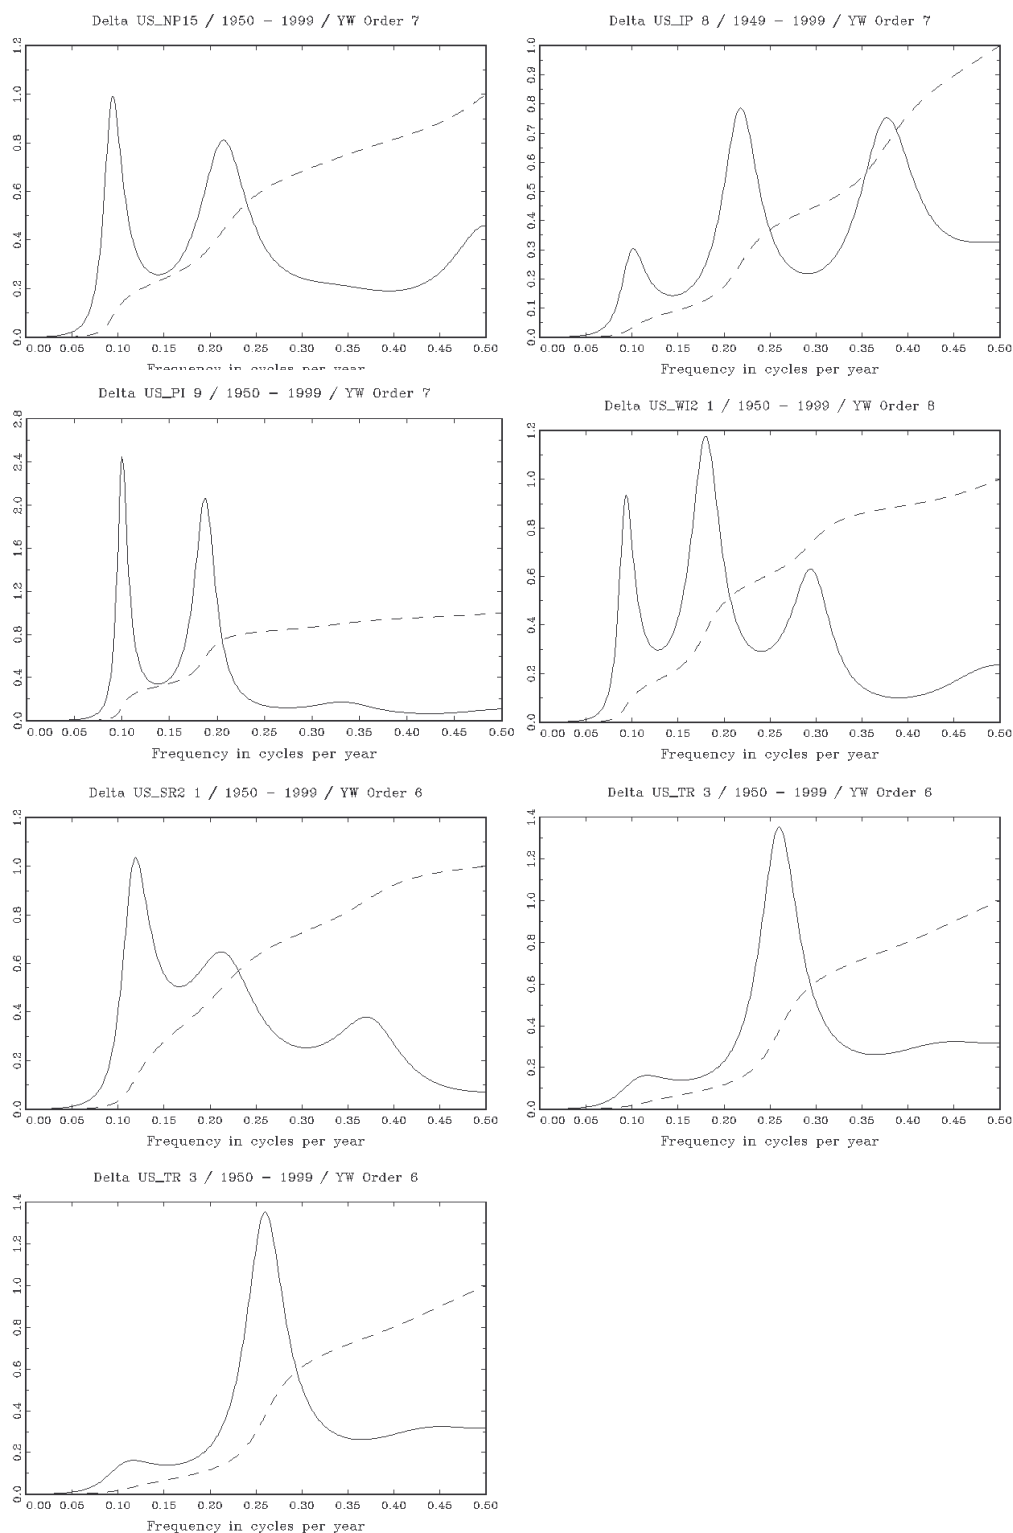 Delta US_NP15 / 1950 – 1999 / YW Order 7
1.2
1.0
0.8
0.6
0.4
0.2
0.0
0.00 0.05 0.10 0.15 0.20 0.25 0.30 0.35 0.40 0.45 0.50
Frequency in cycles per year
Delta US_IP 8 / 1949 – 1999 / YW Order 7
1.0
0.9
0.8
0.7
0.6
0.5
0.4
0.3
0.2
0.1
0.0
0.00 0.05 0.10 0.15 0.20 0.25 0.30 0.35 0.40 0.45 0.50
Frequency in cycles per year
Delta US_PI 9 / 1950 – 1999 / YW Order 7
2.8
2.4
2.0
1.6
1.2
0.8
0.4
0.0
0.00 0.05 0.10 0.15 0.20 0.25 0.30 0.35 0.40 0.45 0.50
Frequency in cycles per year
Delta US_WI2 1 / 1950 – 1999 / YW Order 8
1.2
1.0
0.8
0.6
0.4
0.2
0.0
0.00 0.05 0.10 0.15 0.20 0.25 0.30 0.35 0.40 0.45 0.50
Frequency in cycles per year
Delta US_SR2 1 / 1950 – 1999 / YW Order 6
1.2
1.0
0.8
0.6
0.4
0.2
0.0
0.00 0.05 0.10 0.15 0.20 0.25 0.30 0.35 0.40 0.45 0.50
Frequency in cycles per year
Delta US_TR 3 / 1950 – 1999 / YW Order 6
1.4
1.2
1.0
0.8
0.6
0.4
0.2
0.0
0.00 0.05 0.10 0.15 0.20 0.25 0.30 0.35 0.40 0.45 0.50
Frequency in cycles per year
Delta US_TR 3 / 1950 – 1999 / YW Order 6
1.4
1.2
1.0
0.8
0.6
0.4
0.2
0.0
0.00 0.05 0.10 0.15 0.20 0.25 0.30 0.35 0.40 0.45 0.50
Frequency in cycles per year